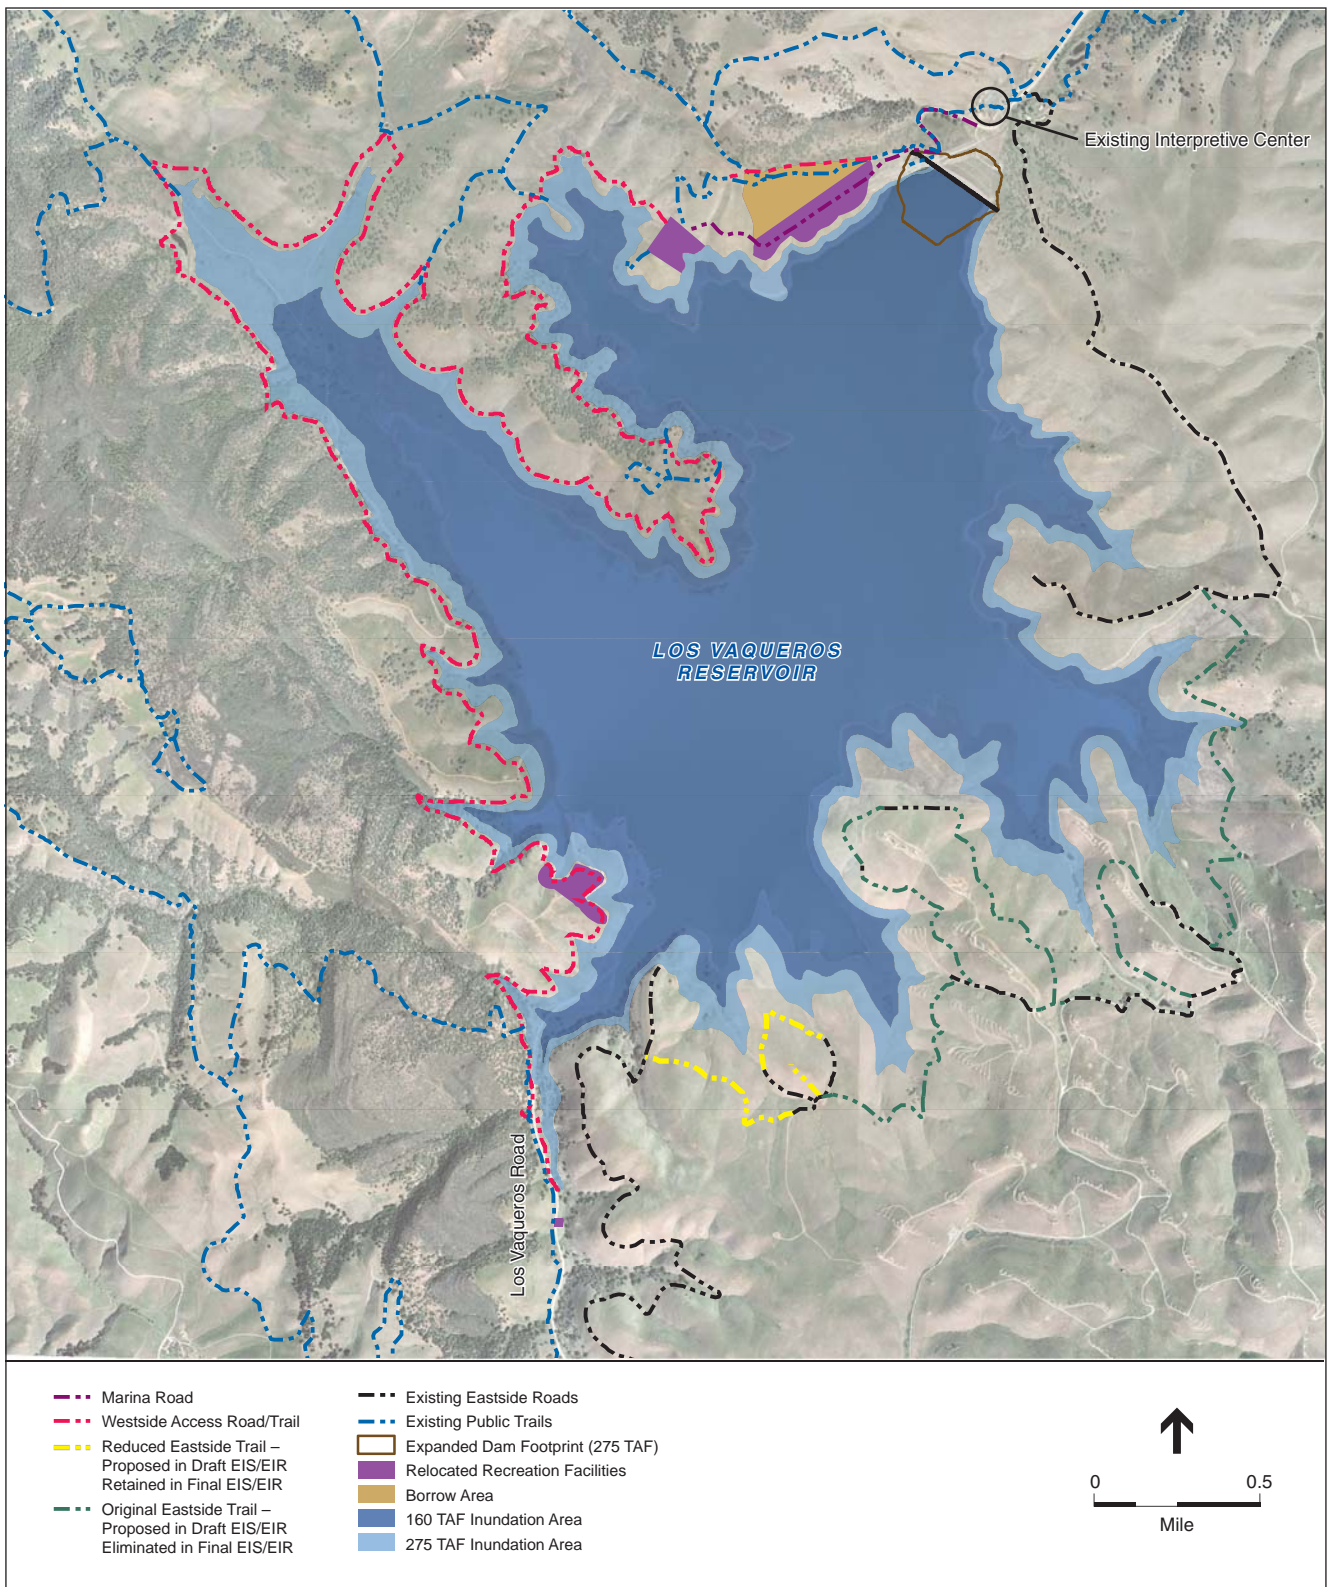 Existing Interpretive Center
LOS VAQUEROS
RESERVOIR
Los Vaqueros Road
Marina Road
Westside Access Road/Trail
Reduced Eastside Trail –
Proposed in Draft EIS/EIR
Retained in Final EIS/EIR
Original Eastside Trail –
Proposed in Draft EIS/EIR
Eliminated in Final EIS/EIR
Existing Eastside Roads
Existing Public Trails
Expanded Dam Footprint (275 TAF)
Relocated Recreation Facilities
Borrow Area
160 TAF Inundation Area
275 TAF Inundation Area
0 0.5
Mile